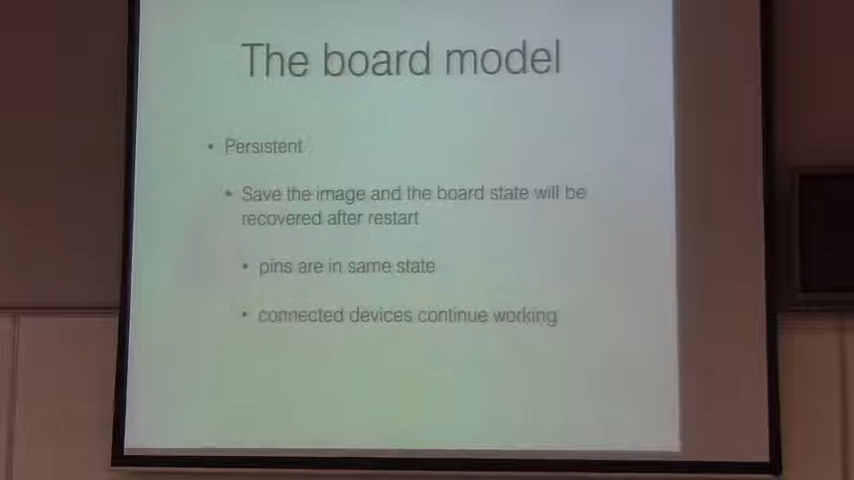 The board model
• Persistent
• Save the image and the board state will be
recovered after restart
• pins are in same state
• connected devices continue working